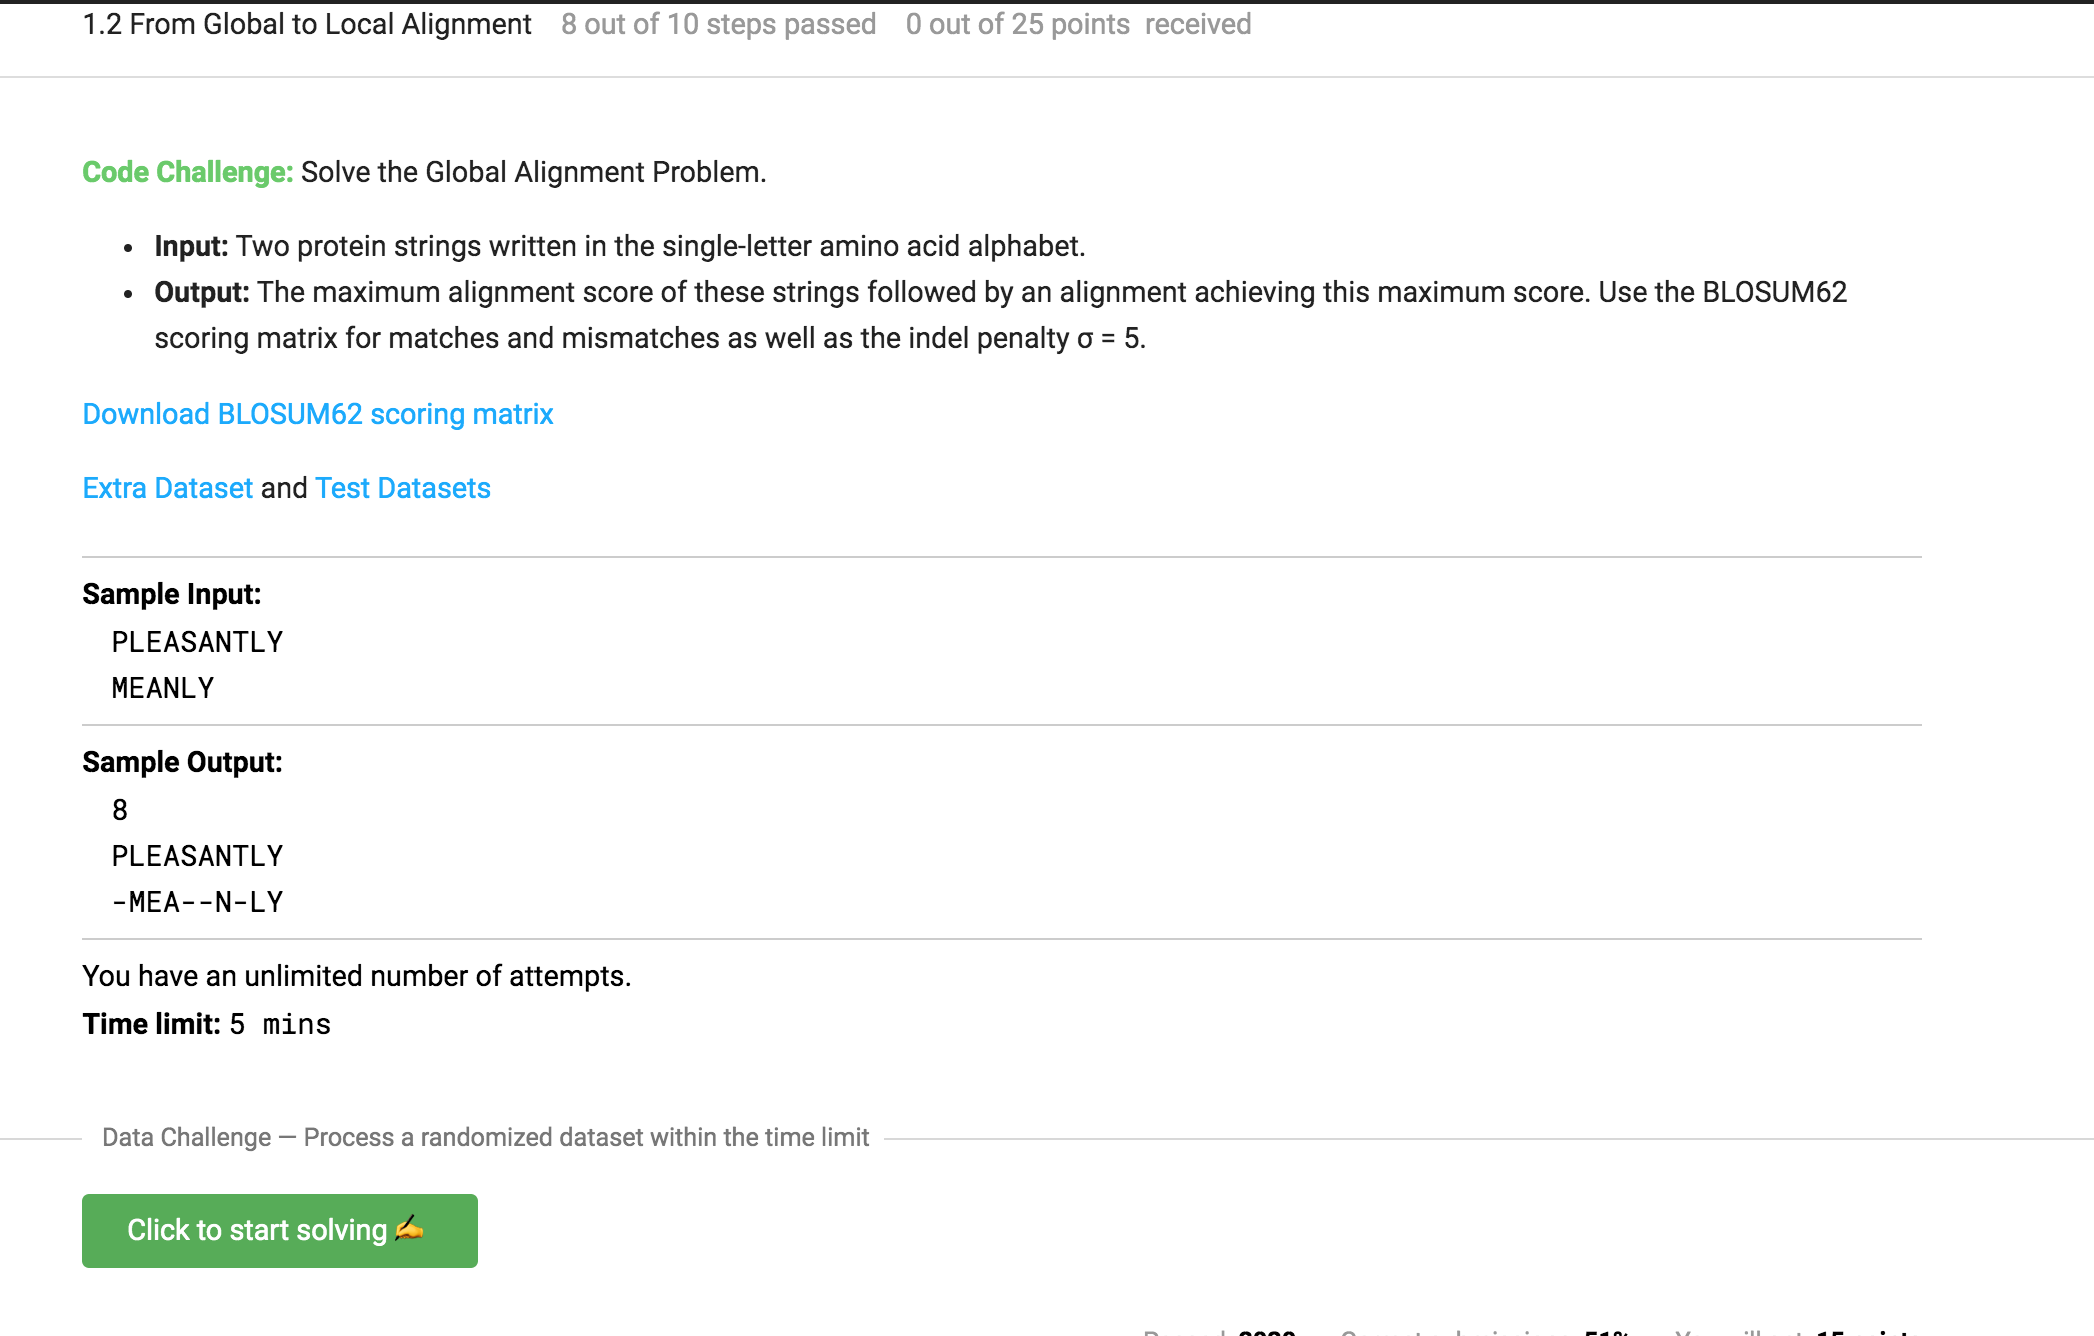 1.2 From Global to Local Alignment 8 out of 10 steps passed 0 out of 25 points received
Code Challenge: Solve the Global Alignment Problem.
• Input: Two protein strings written in the single-letter amino acid alphabet.
• Output: The maximum alignment score of these strings followed by an alignment achieving this maximum score. Use the BLOSUM62
scoring matrix for matches and mismatches as well as the indel penalty σ = 5.
Download BLOSUM62 scoring matrix
Extra Dataset and Test Datasets
Sample Input:
PLEASANTLY
MEANLY
Sample Output:
8
PLEASANTLY
-MEA--N-LY
You have an unlimited number of attempts.
Time limit: 5 mins
Data Challenge — Process a randomized dataset within the time limit
Click to start solving ✍️